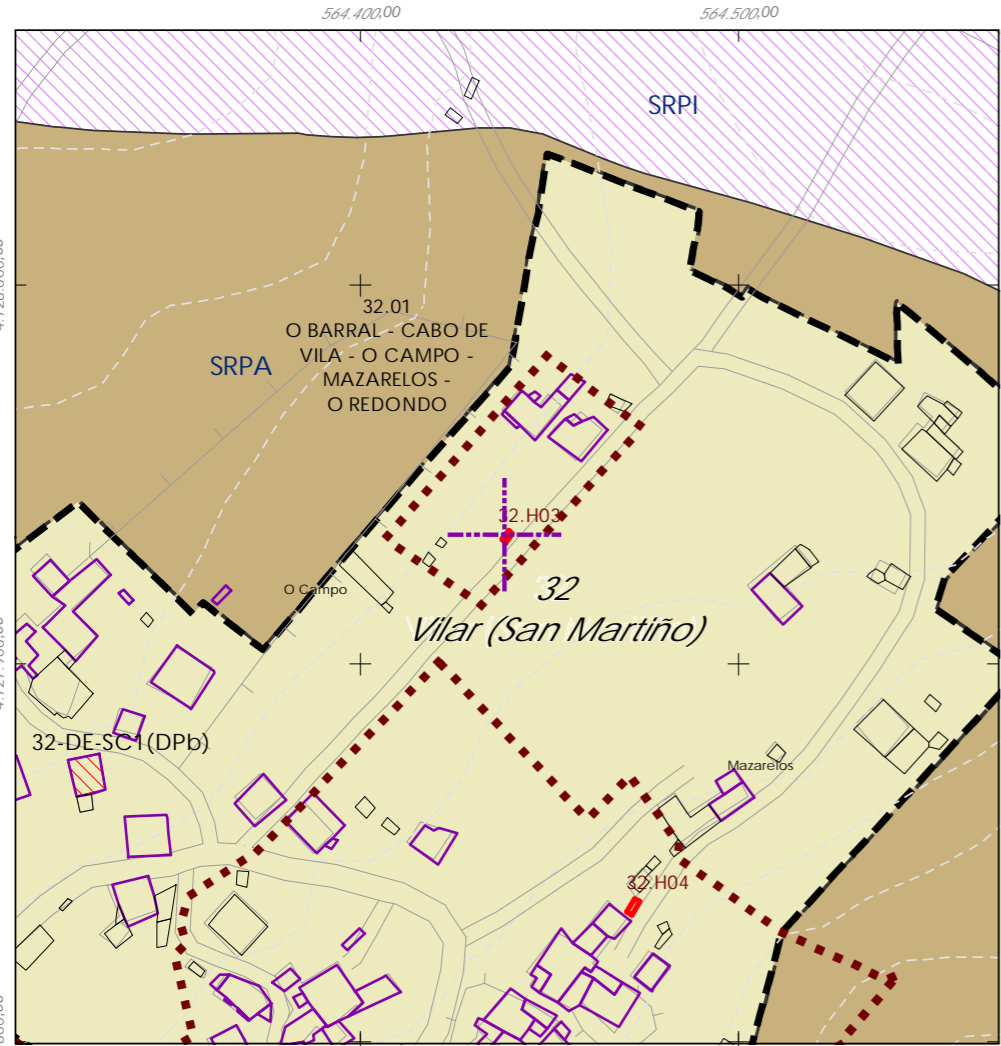 564.400,00
564.500,00
SRPI
32.01
O BARRAL - CABO DE
VILA - O CAMPO -
MAZARELOS -
O REDONDO
SRPA
32.H03
O Campo
32
Vilar (San Martiño)
32-DE-SC1(DPb)
Mazarelos
32.H04